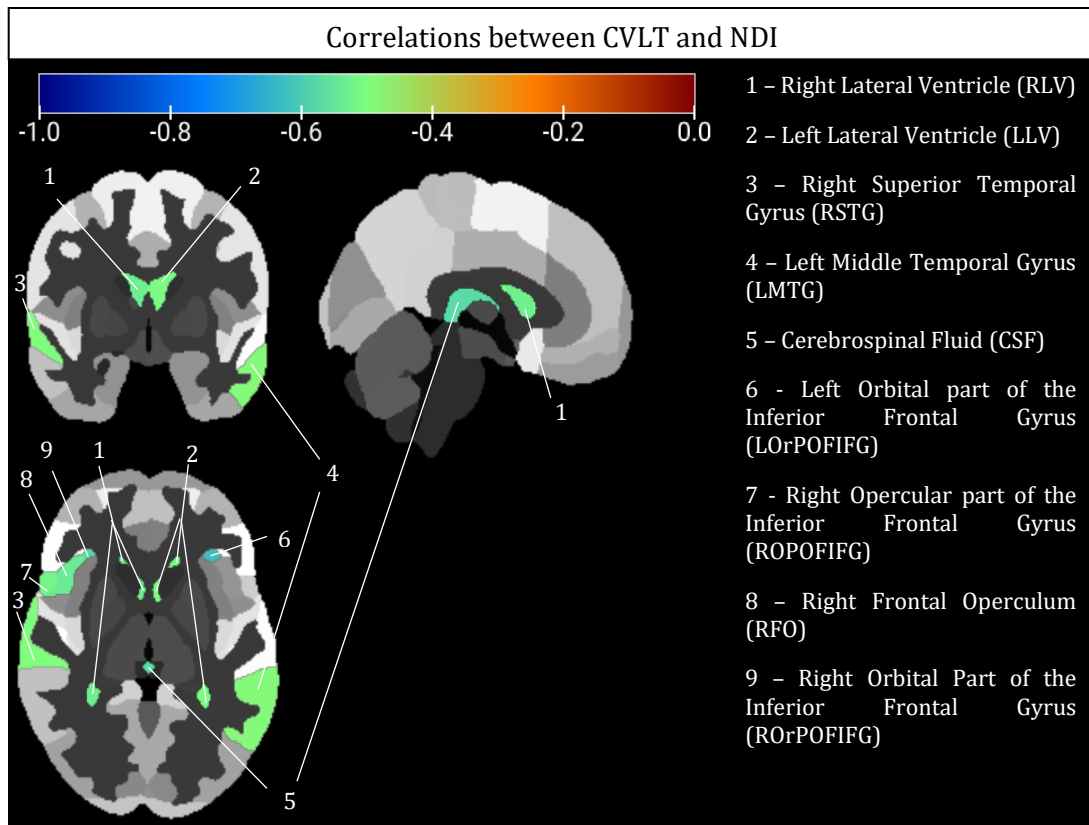 Correlations between CVLT and NDI
-1.0 -0.8 -0.6 -0.4 -0.2 0.0
1 – Right Lateral Ventricle (RLV)
2 – Left Lateral Ventricle (LLV)
3 – Right Superior Temporal
Gyrus (RSTG)
4 – Left Middle Temporal Gyrus
(LMTG)
5 – Cerebrospinal Fluid (CSF)
6 - Left Orbital part of the
Inferior Frontal Gyrus
(LOrPOFIFG)
7 - Right Opercular part of the
Inferior Frontal Gyrus
(ROPOFIFG)
8 – Right Frontal Operculum
(RFO)
9 – Right Orbital Part of the
Inferior Frontal Gyrus
(ROrPOFIFG)
1 2
3
1
4
9 1 2
8
6
7
3
5